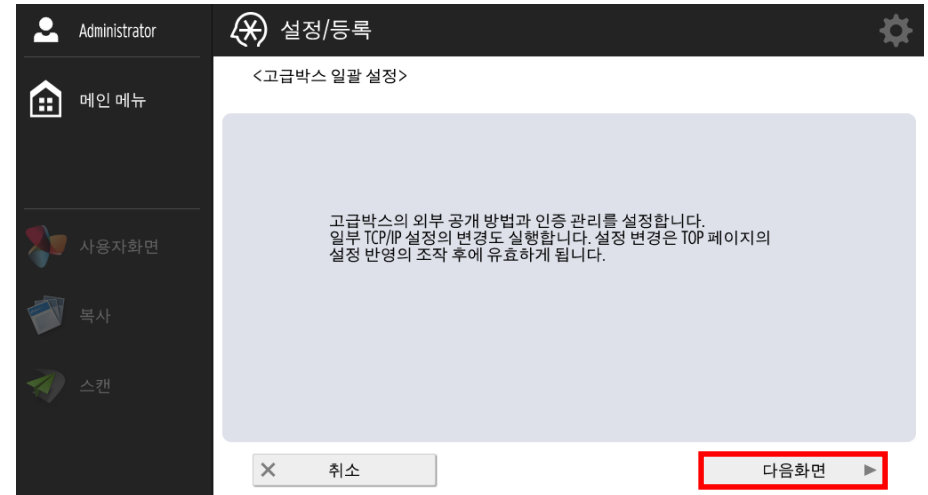 Administrator
설정/등록
<고급박스 일괄 설정>
메인 메뉴
고급박스의 외부 공개 방법과 인증 관리를 설정합니다.
일부 TCP/IP 설정의 변경도 실행합니다. 설정 변경은 TOP 페이지의
설정 반영의 조작 후에 유효하게 됩니다.
사용자화면
복사
스캔
취소
다음화면